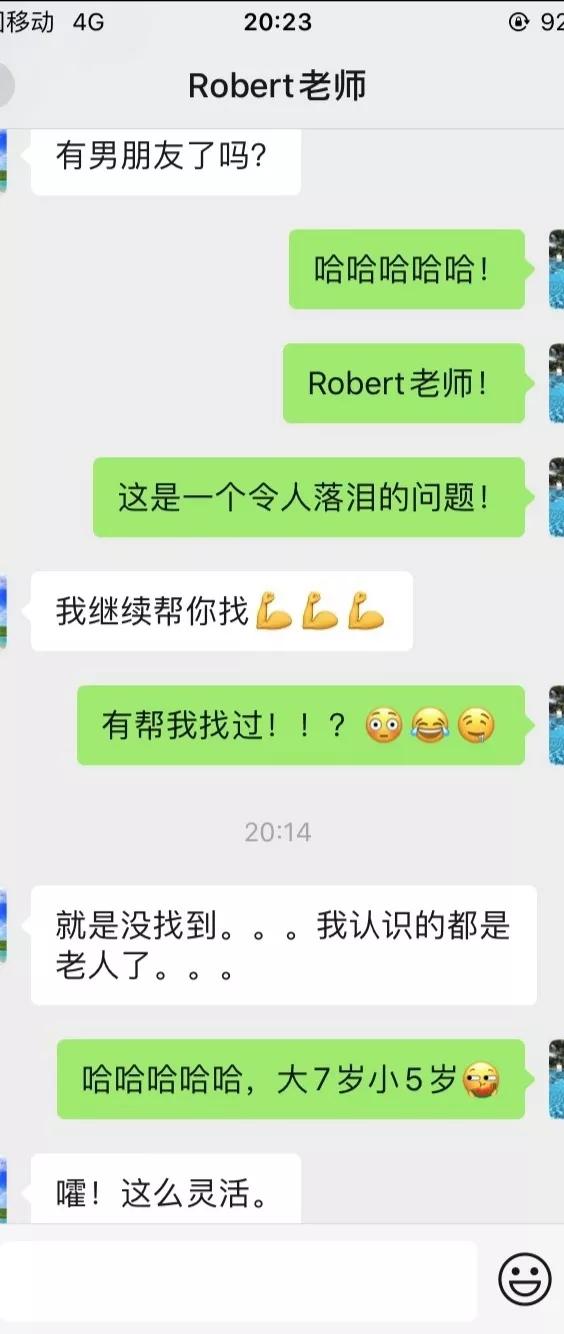 移动 4G 20:23 92
Robert老师
有男朋友了吗?
哈哈哈哈哈！
Robert老师！
这是一个令人落泪的问题！
我继续帮你找💪💪💪
有帮我找过！！？😳😂🤤
20:14
就是没找到。。。我认识的都是
老人了。。。
哈哈哈哈哈，大7岁小5岁
嚯！这么灵活。